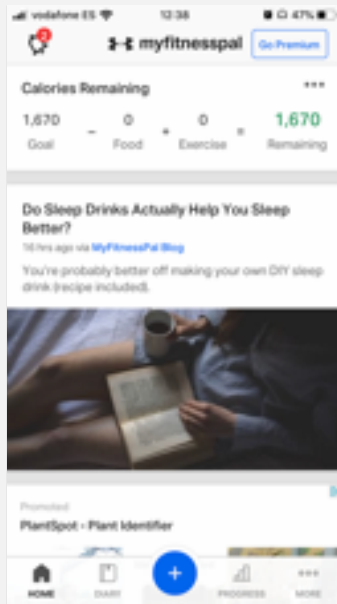 vodafone ES 12:38 47%
2
myfitnesspal Go Premium
Calories Remaining ...
1,670 - 0 + 0 = 1,670
Goal Food Exercise Remaining
Do Sleep Drinks Actually Help You Sleep
Better?
16 hrs ago via MyFitnessPal Blog
You're probably better off making your own DIY sleep
drink (recipe included).
Promoted
PlantSpot - Plant Identifier
+
HOME DIARY PROGRESS MORE